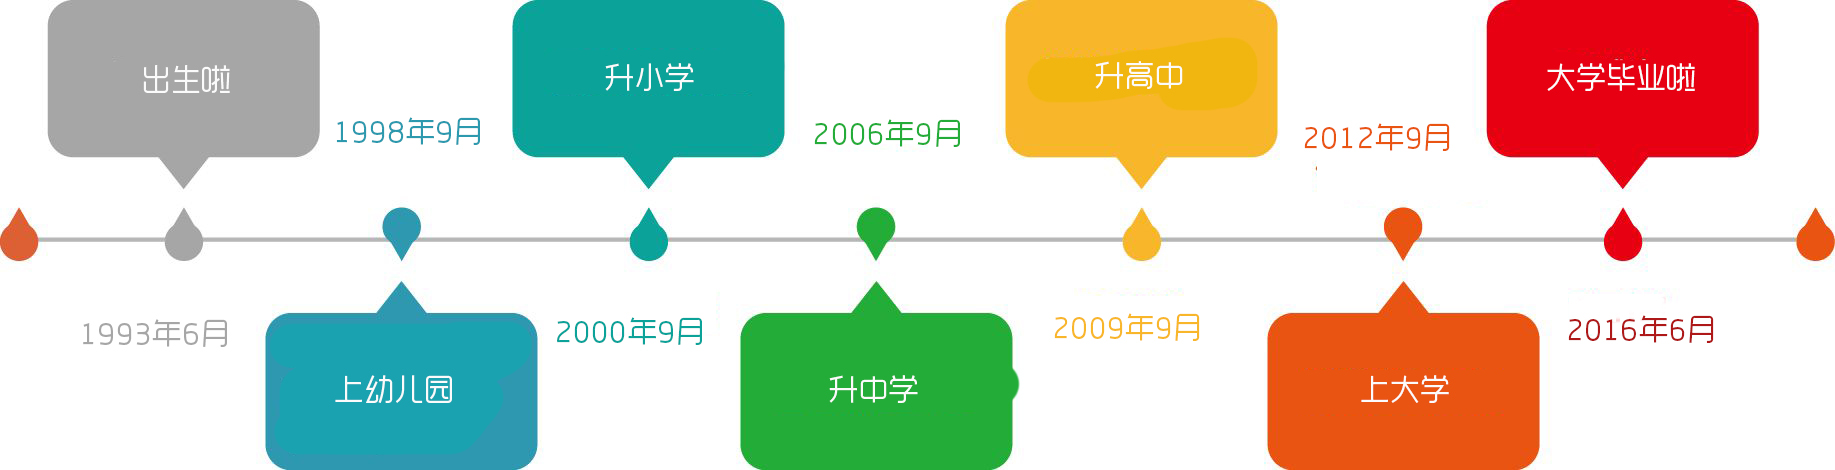 出生啦
升小学
升高中
大学毕业啦
1998年9月
2006年9月
2012年9月
1993年6月
2000年9月
2009年9月
2016年6月
上幼儿园
升中学
上大学